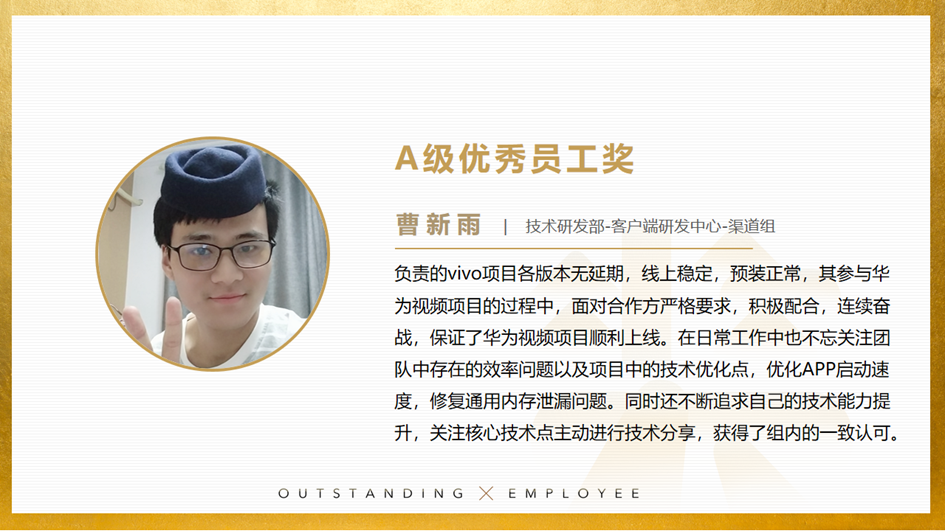 A级优秀员工奖
曹新雨 | 技术研发部-客户端研发中心-渠道组
负责的vivo项目各版本无延期，线上稳定，预装正常，其参与华
为视频项目的过程中，面对合作方严格要求，积极配合，连续奋
战，保证了华为视频项目顺利上线。在日常工作中也不忘关注团
队中存在的效率问题以及项目中的技术优化点，优化APP启动速
度，修复通用内存泄漏问题。同时还不断追求自己的技术能力提
升，关注核心技术点主动进行技术分享，获得了组内的一致认可。
OUTSTANDING EMPLOYEE